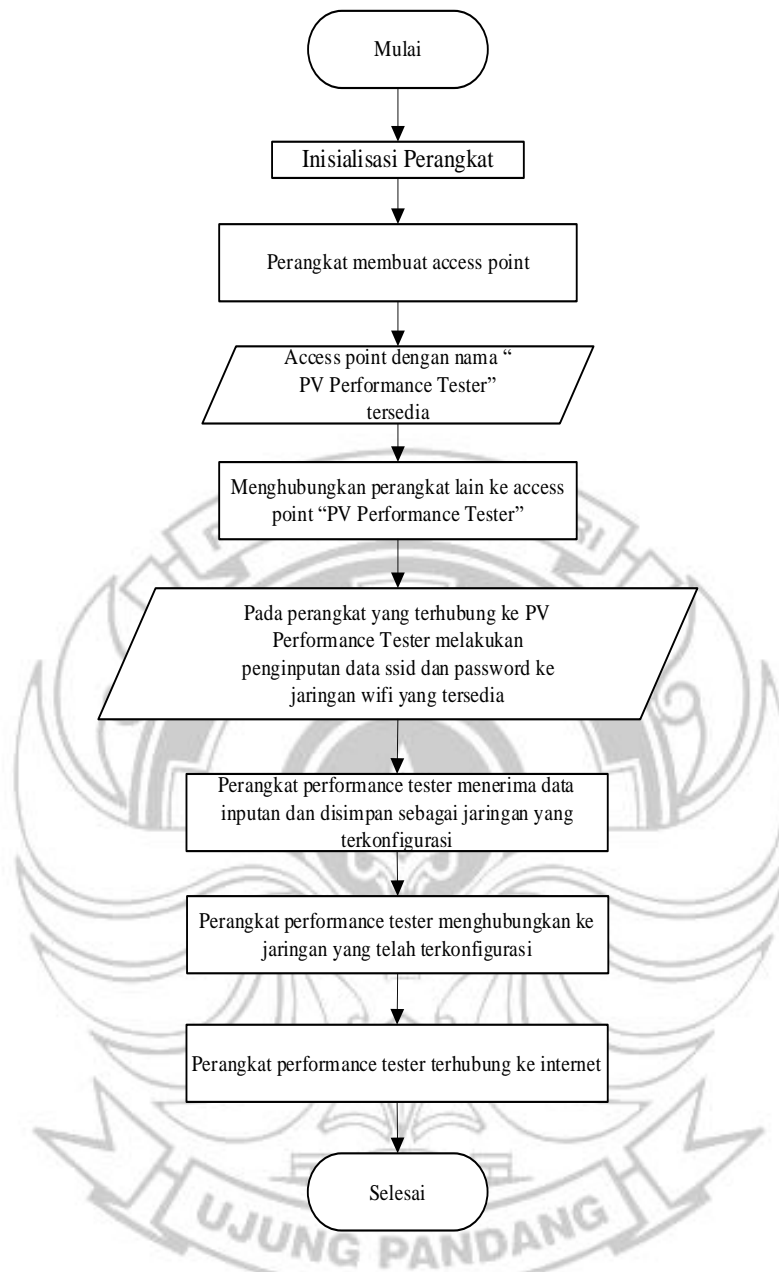 Mulai
Inisialisasi Perangkat
Perangkat membuat access point
Access point dengan nama “
PV Performance Tester”
tersedia
Menghubungkan perangkat lain ke access
point “PV Performance Tester”
Pada perangkat yang terhubung ke PV
Performance Tester melakukan
penginputan data ssid dan password ke
jaringan wifi yang tersedia
Perangkat performance tester menerima data
inputan dan disimpan sebagai jaringan yang
terkonfigurasi
Perangkat performance tester menghubungkan ke
jaringan yang telah terkonfigurasi
Perangkat performance tester terhubung ke internet
Selesai
UJUNG PANDANG